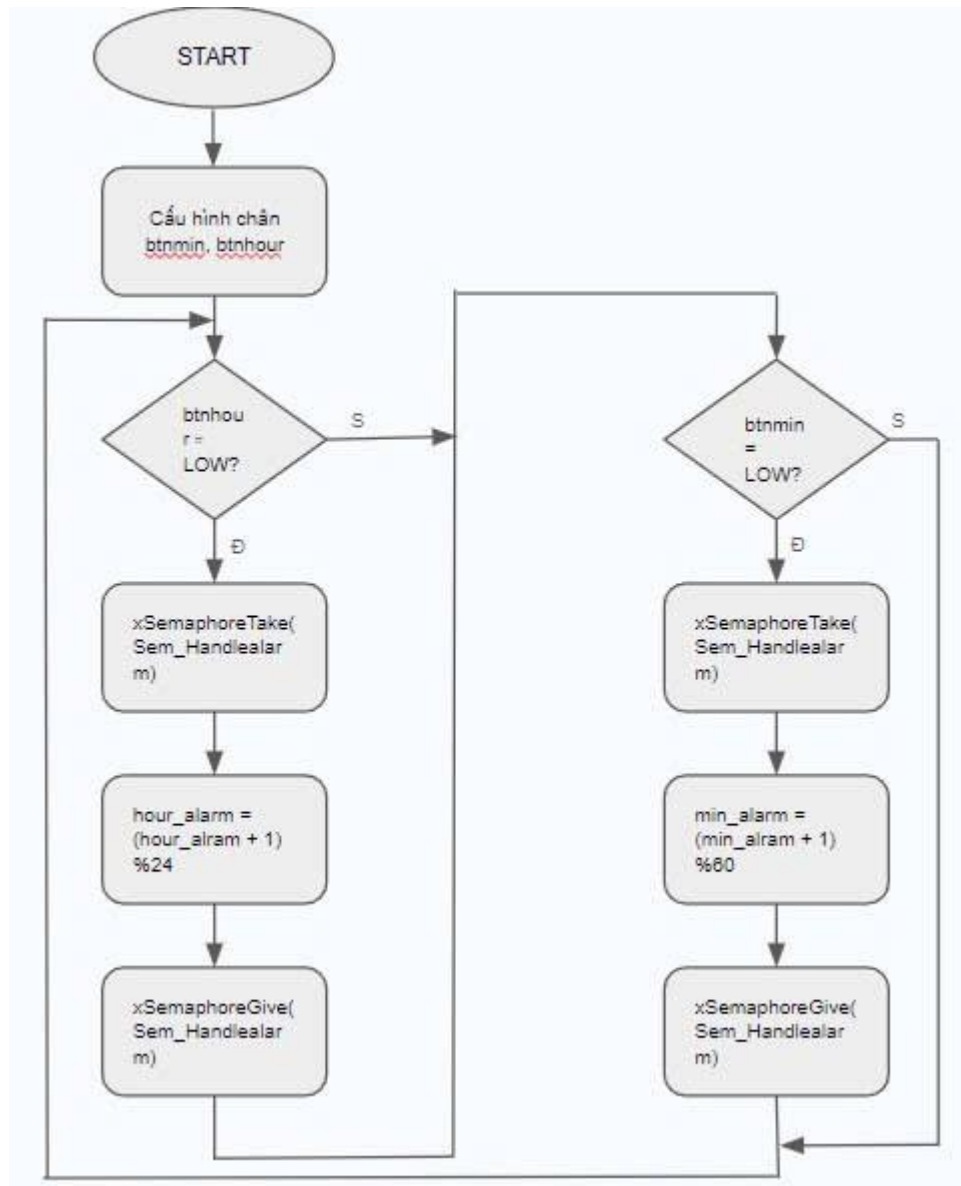 START
Cấu hình chân
btnmin, btnhour
btnhou
r =
LOW?
S
Đ
xSemaphoreTake(
Sem_Handlealar
m)
hour_alarm =
(hour_alram + 1)
%24
xSemaphoreGive(
Sem_Handlealar
m)
btnmin
=
LOW?
S
Đ
xSemaphoreTake(
Sem_Handlealar
m)
min_alarm =
(min_alram + 1)
%60
xSemaphoreGive(
Sem_Handlealar
m)